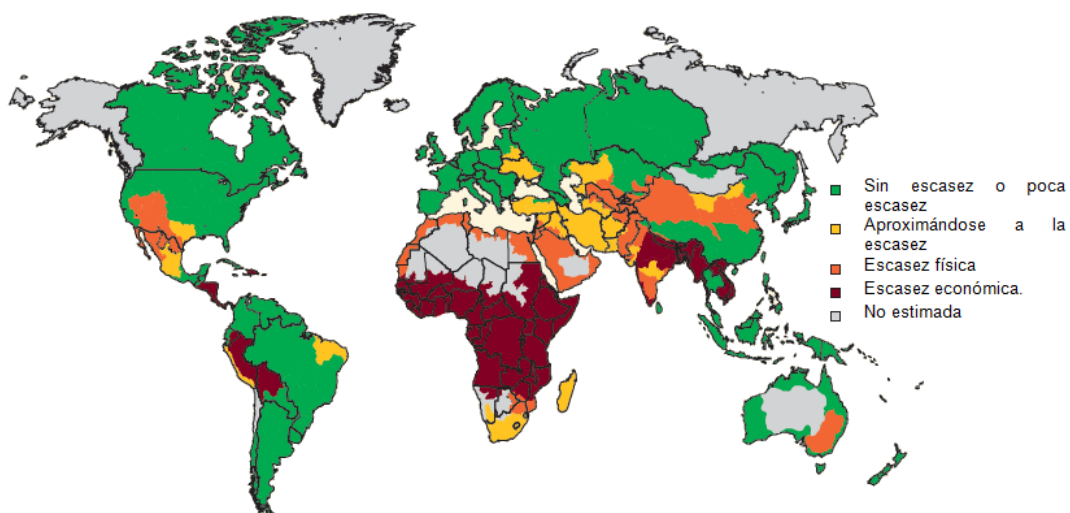 Sin escasez o poca
escasez
Aproximándose a la
escasez
Escasez física
Escasez económica.
No estimada